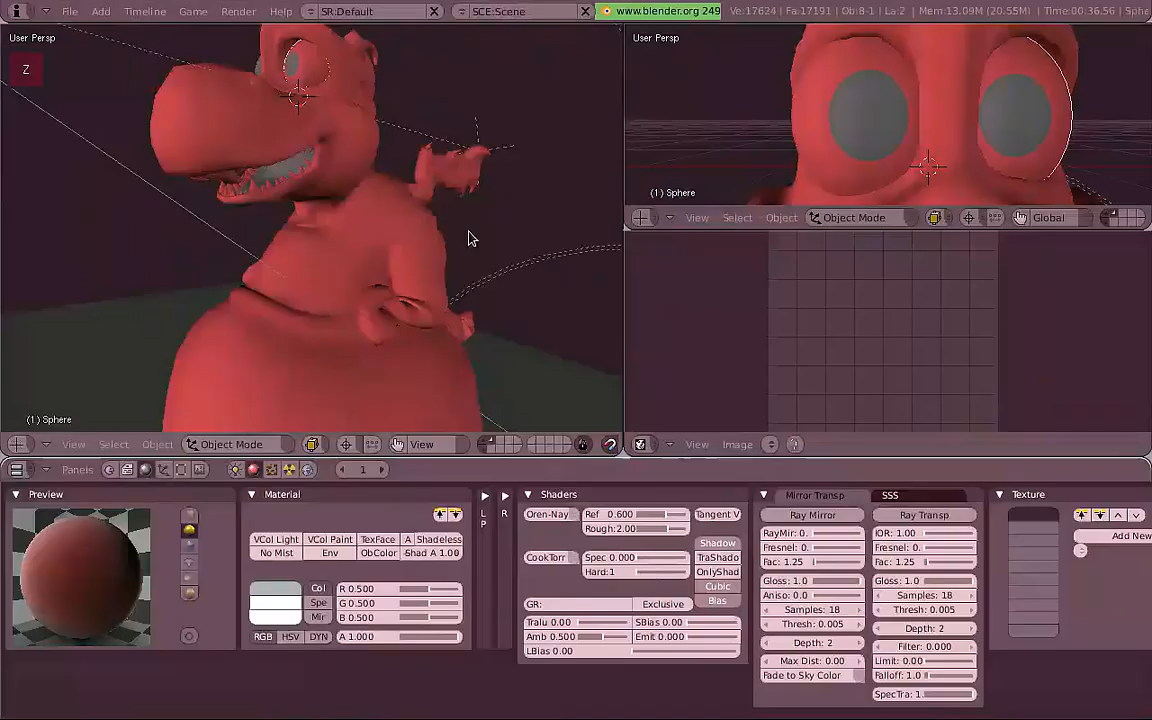 File Add Timeline Game Render Help SR:Default SCE:Scene www.blender.org 249 Ve:17624 | Fa:17191 | Ob:8-1 | La:2 | Mem:13.09M (20.55M) | Time:00:36.56 | Sphe
User Persp
User Persp
Z
(1) Sphere
View Select Object Object Mode Global
(1) Sphere
View Select Object Object Mode View
View Image
Panels 1
Preview
Material
L
P
R
Shaders
Mirror Transp
SSS
Texture
VCol Light VCol Paint TexFace A Shadeless
No Mist Env ObColor Shad A 1.00
Col R 0.500
Spe G 0.500
Mir B 0.500
RGB HSV DYN A 1.000
Oren-Nay Ref 0.600 Tangent V
Rough:2.00
Shadow
CookTorr Spec 0.000 TraShado
Hard:1 OnlyShad
Cubic
GR: Exclusive Bias
Tralu 0.00 SBias 0.00
Amb 0.500 Emit 0.000
LBias 0.00
Ray Mirror Ray Transp
RayMir: 0. IOR: 1.00
Fresnel: 0. Fresnel: 0.
Fac: 1.25 Fac: 1.25
Gloss: 1.0 Gloss: 1.0
Aniso: 0.0 Samples: 18
Samples: 18 Thresh: 0.005
Thresh: 0.005 Depth: 2
Depth: 2 Filter: 0.000
Max Dist: 0.00 Limit: 0.00
Fade to Sky Color Falloff: 1.0
SpecTra: 1.
Add New